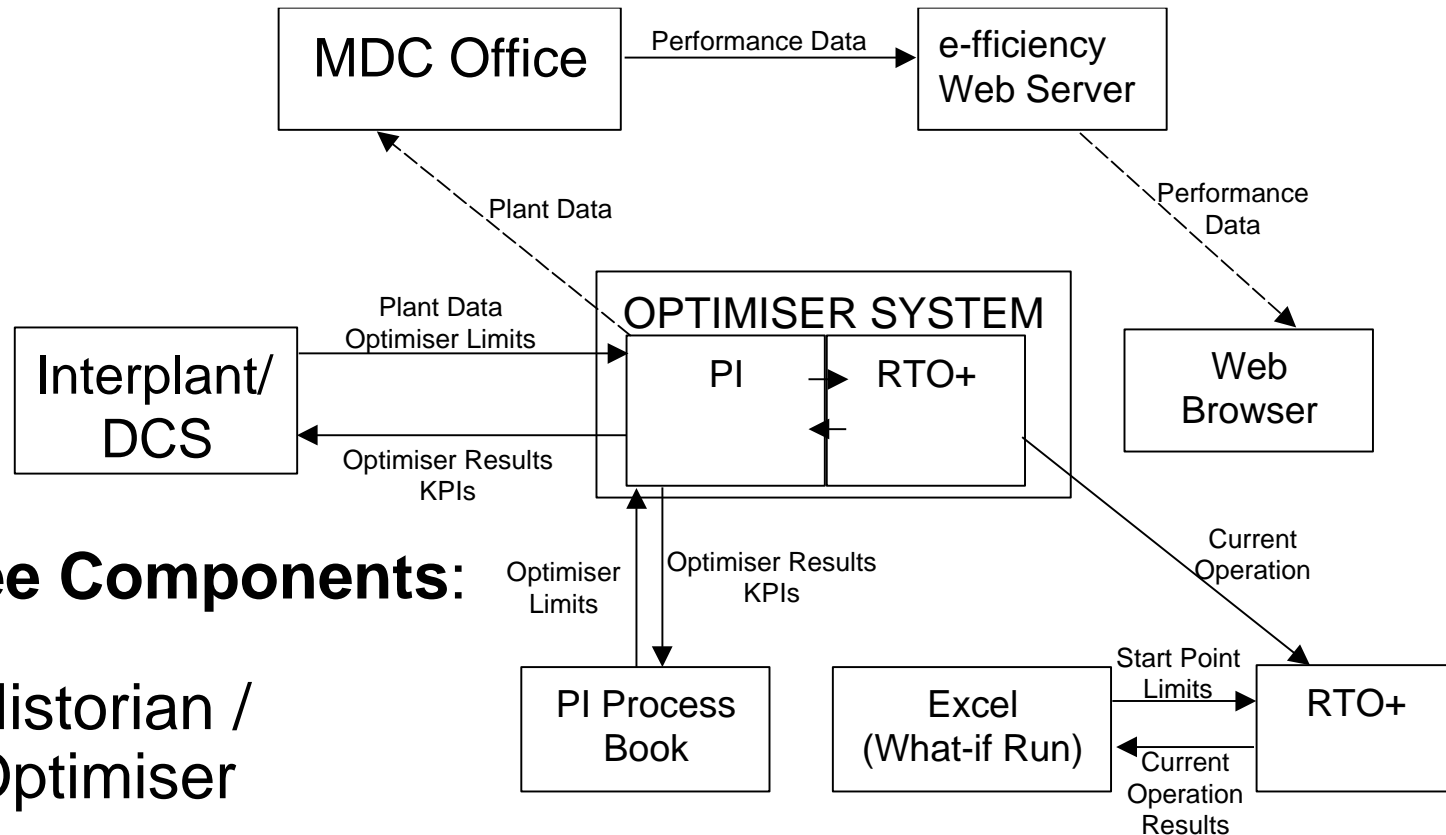 MDC Office
Performance Data
e-fficiency
Web Server
Plant Data
Performance
Data
Plant Data
Optimiser Limits
OPTIMISER SYSTEM
Interplant/
DCS
PI
RTO+
Web
Browser
Optimiser Results
KPIs
ee Components:
Optimiser
Limits
Optimiser Results
KPIs
Current
Operation
Historian /
Optimiser
PI Process
Book
Excel
(What-if Run)
Start Point
Limits
RTO+
Current
Operation
Results